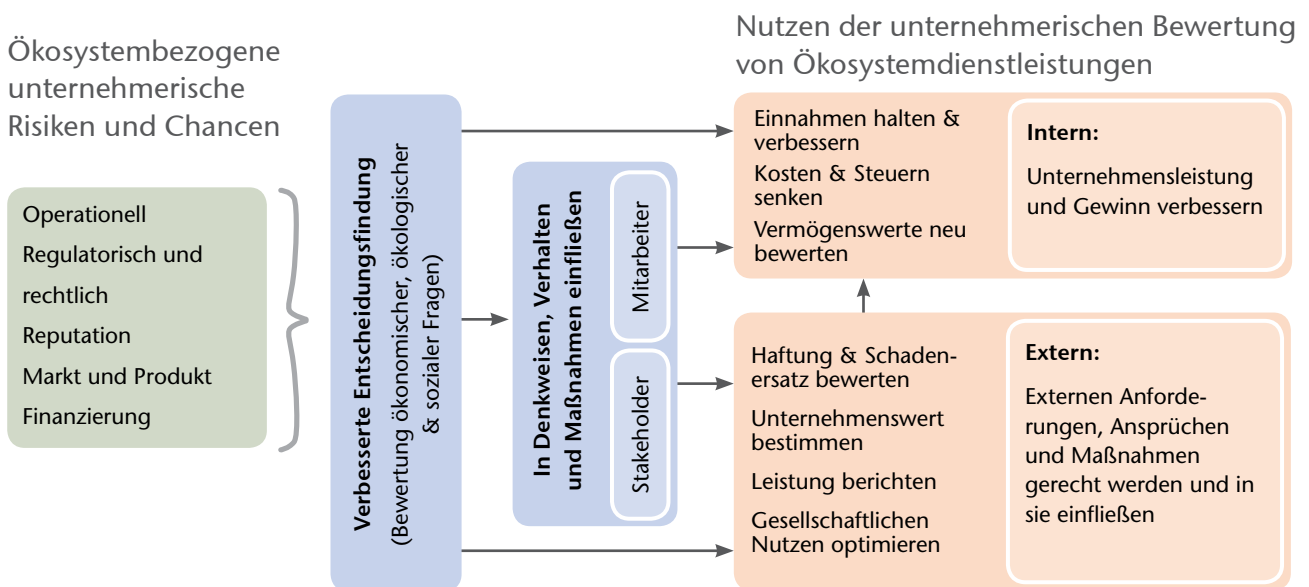 Ökosystembezogene
unternehmerische
Risiken und Chancen
Operationell
Regulatorisch und
rechtlich
Reputation
Markt und Produkt
Finanzierung
Verbesserte Entscheidungsfindung
(Bewertung ökonomischer, ökologischer
& sozialer Fragen)
In Denkweisen, Verhalten
und Maßnahmen einfließen
Mitarbeiter
Stakeholder
Nutzen der unternehmerischen Bewertung
von Ökosystemdienstleistungen
Einnahmen halten &
verbessern
Kosten & Steuern
senken
Vermögenswerte neu
bewerten
Intern:
Unternehmensleistung
und Gewinn verbessern
Haftung & Schaden-
ersatz bewerten
Unternehmenswert
bestimmen
Leistung berichten
Gesellschaftlichen
Nutzen optimieren
Extern:
Externen Anforde-
rungen, Ansprüchen
und Maßnahmen
gerecht werden und in
sie einfließen